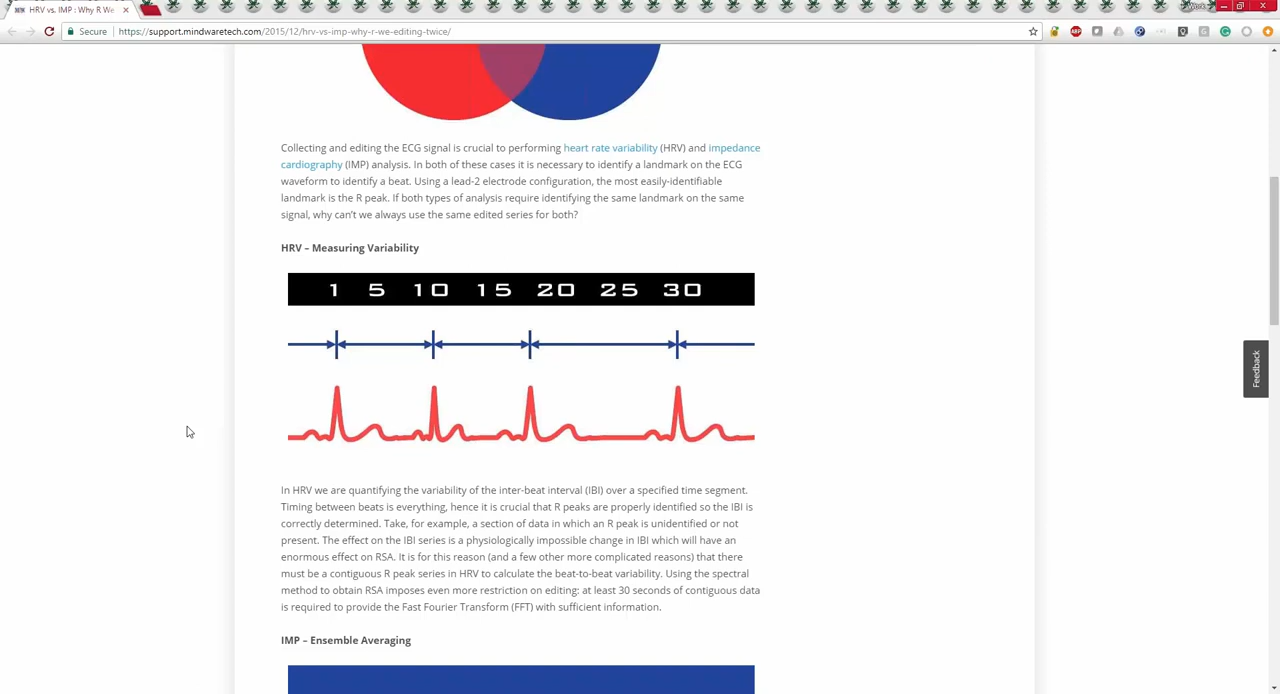 HRV vs. IMP : Why R We
Secure
https://support.mindwaretech.com/2015/12/hrv-vs-imp-why-r-we-editing-twice/
Collecting and editing the ECG signal is crucial to performing heart rate variability (HRV) and impedance
cardiography (IMP) analysis. In both of these cases it is necessary to identify a landmark on the ECG
waveform to identify a beat. Using a lead-2 electrode configuration, the most easily-identifiable
landmark is the R peak. If both types of analysis require identifying the same landmark on the same
signal, why can’t we always use the same edited series for both?
HRV – Measuring Variability
1 5 10 15 20 25 30
Feedback
In HRV we are quantifying the variability of the inter-beat interval (IBI) over a specified time segment.
Timing between beats is everything, hence it is crucial that R peaks are properly identified so the IBI is
correctly determined. Take, for example, a section of data in which an R peak is unidentified or not
present. The effect on the IBI series is a physiologically impossible change in IBI which will have an
enormous effect on RSA. It is for this reason (and a few other more complicated reasons) that there
must be a contiguous R peak series in HRV to calculate the beat-to-beat variability. Using the spectral
method to obtain RSA imposes even more restriction on editing: at least 30 seconds of contiguous data
is required to provide the Fast Fourier Transform (FFT) with sufficient information.
IMP – Ensemble Averaging